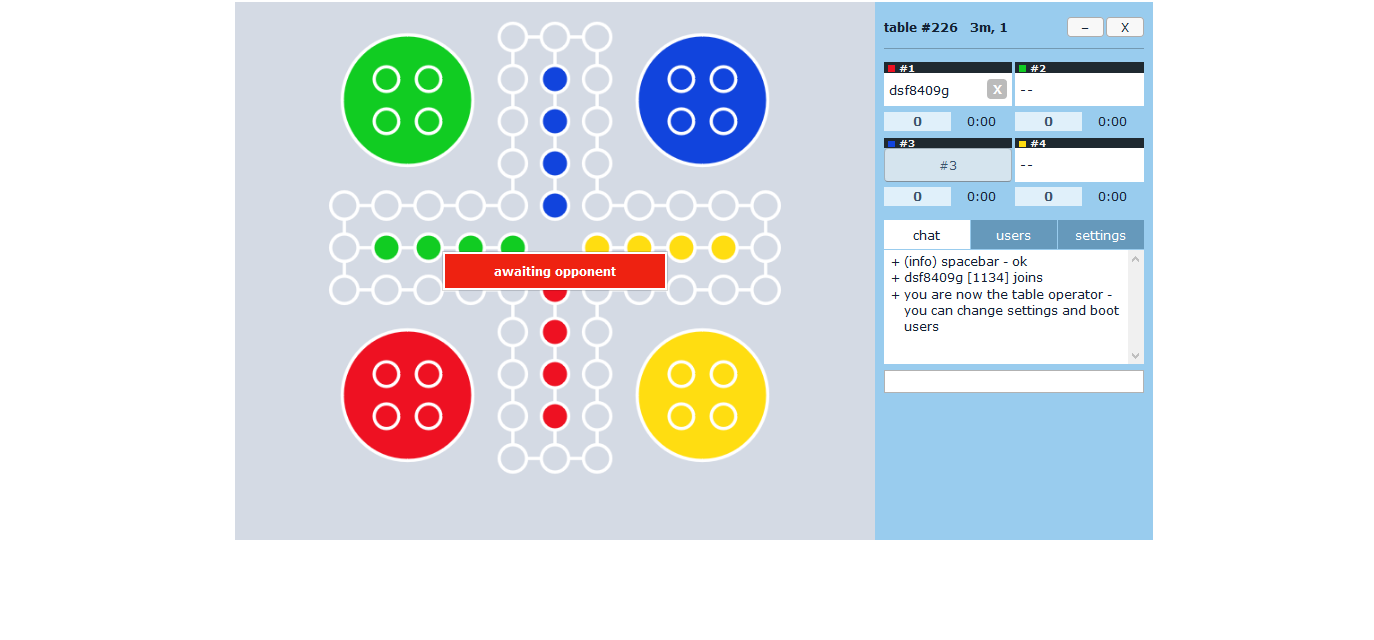 table #226 3m, 1
–
X
#1
#2
dsf8409g
X
--
0
0:00
0
0:00
#3
#4
#3
--
0
0:00
0
0:00
chat
users
settings
+ (info) spacebar - ok
+ dsf8409g [1134] joins
+ you are now the table operator -
you can change settings and boot
users
awaiting opponent